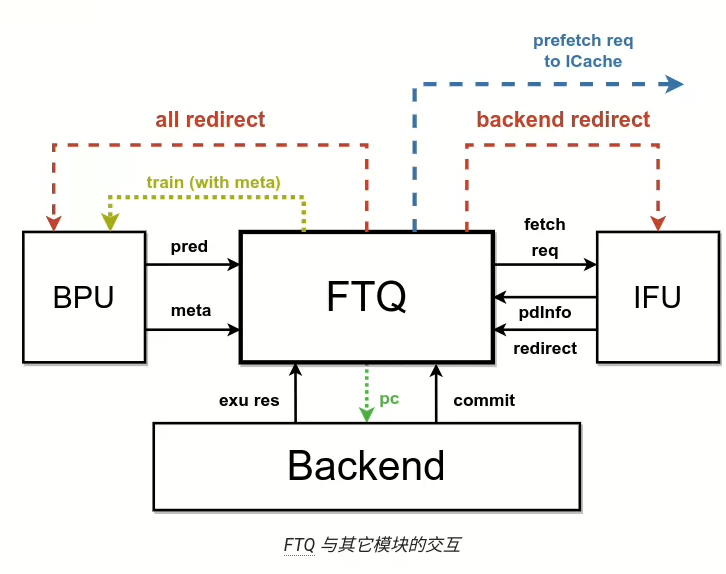 prefetch req
to ICache
all redirect
backend redirect
train (with meta)
fetch
req
pred
meta
BPU
FTQ
IFU
pdInfo
redirect
exu res
pc
commit
Backend
FTQ 与其它模块的交互